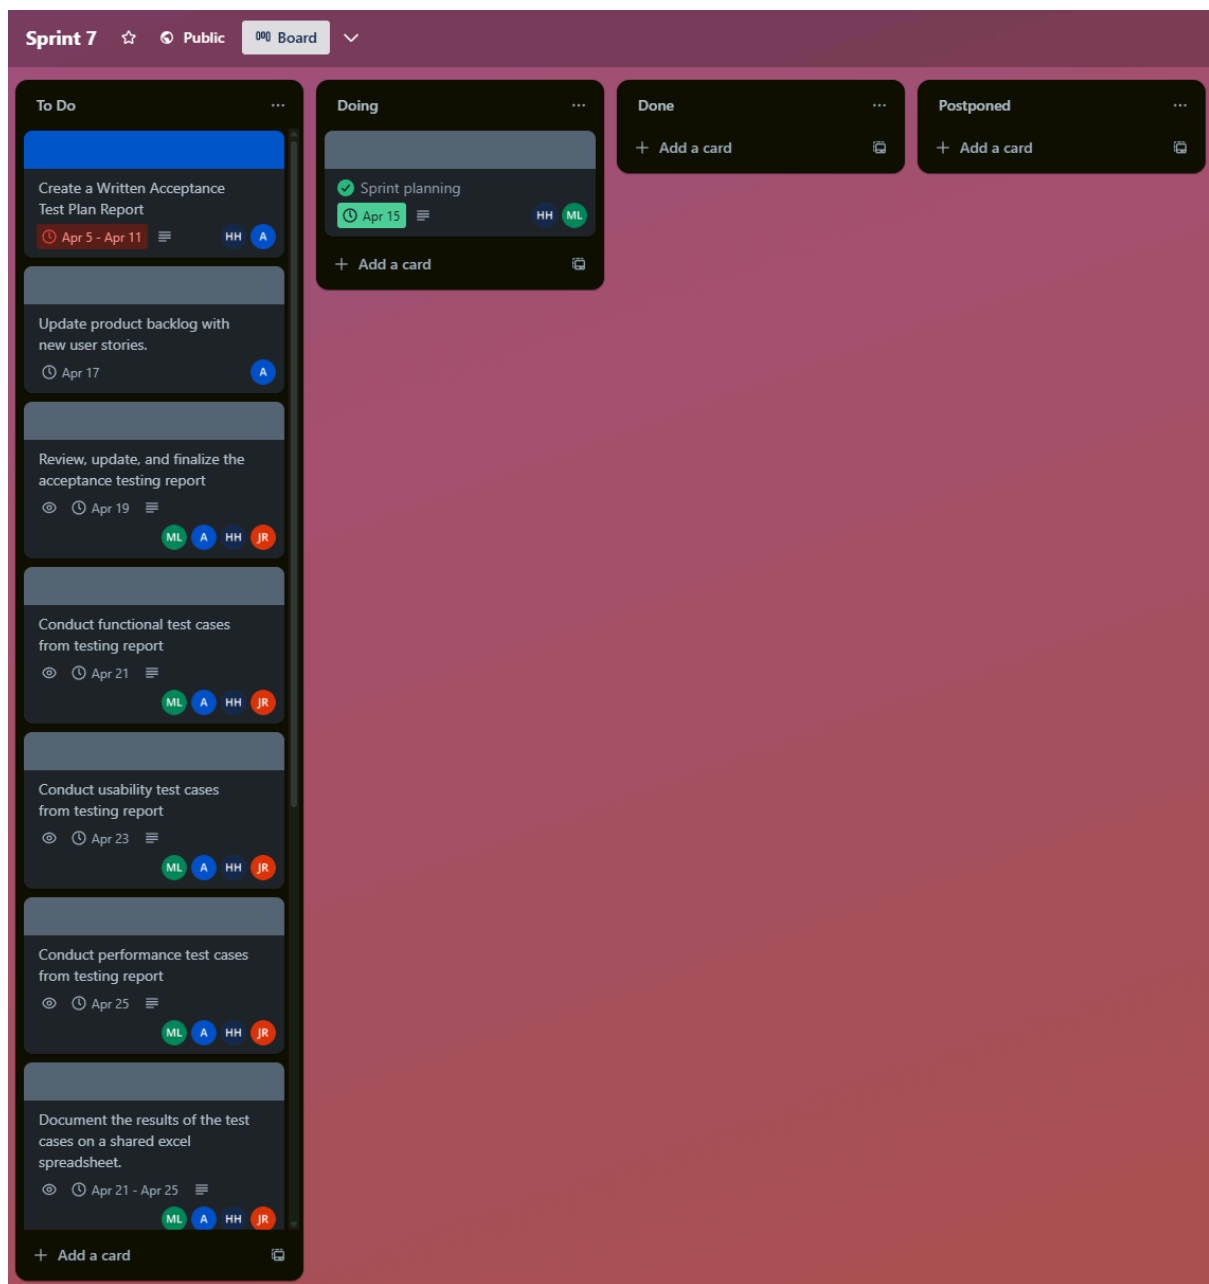 Sprint 7 Public Board
To Do
Create a Written Acceptance
Test Plan Report
Apr 5 - Apr 11 HH A
Update product backlog with
new user stories.
Apr 17 A
Review, update, and finalize the
acceptance testing report
Apr 19
ML A HH JR
Conduct functional test cases
from testing report
Apr 21
ML A HH JR
Conduct usability test cases
from testing report
Apr 23
ML A HH JR
Conduct performance test cases
from testing report
Apr 25
ML A HH JR
Document the results of the test
cases on a shared excel
spreadsheet.
Apr 21 - Apr 25
ML A HH JR
+ Add a card
Doing
Sprint planning
Apr 15 HH ML
+ Add a card
Done
+ Add a card
Postponed
+ Add a card